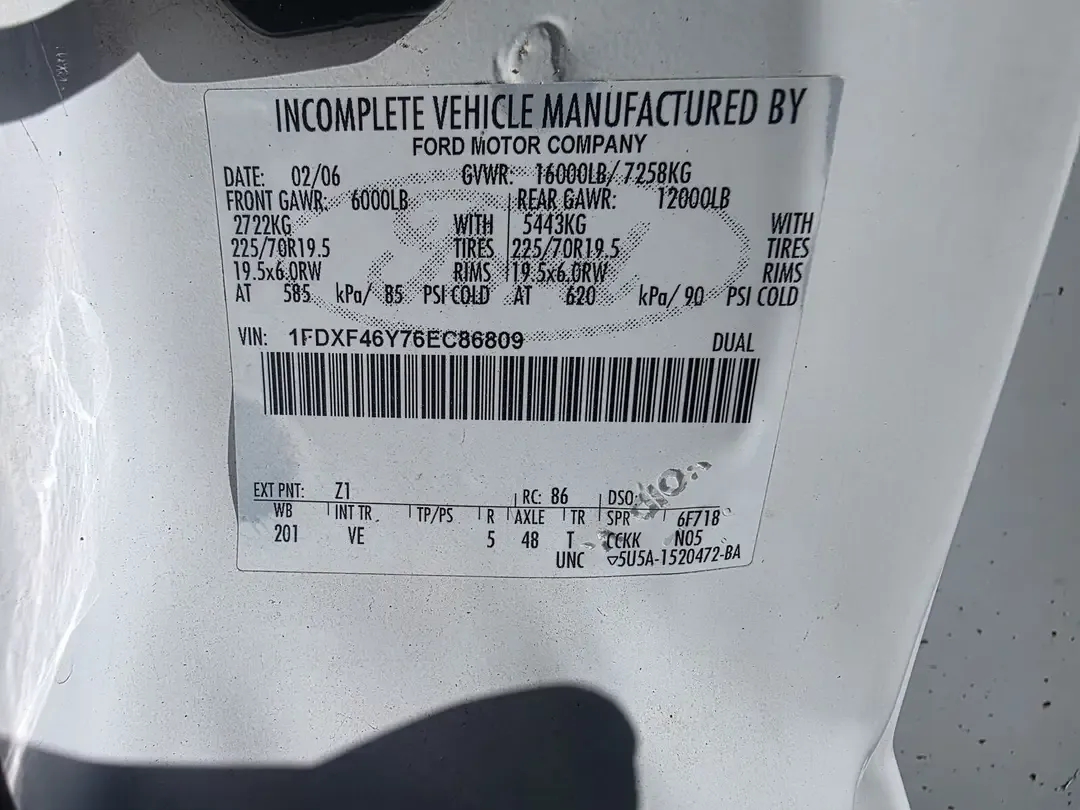 INCOMPLETE VEHICLE MANUFACTURED BY
FORD MOTOR COMPANY
DATE: 02/06 GVWR: 16000LB/ 7258KG
FRONT GAWR: 6000LB REAR GAWR: 12000LB
2722KG WITH 5443KG WITH
225/70R19.5 TIRES 225/70R19.5 TIRES
19.5x6.0RW RIMS 19.5x6.0RW RIMS
AT 585 kPa/ 85 PSI COLD AT 620 kPa/ 90 PSI COLD
VIN: 1FDXF46Y76EC86809 DUAL
EXT PNT: Z1 RC: 86 DSO:
WB INT TR TP/PS R AXLE TR SPR 6F718
201 VE 5 48 T CCKK N05
UNC ▽5U5A-1520472-BA